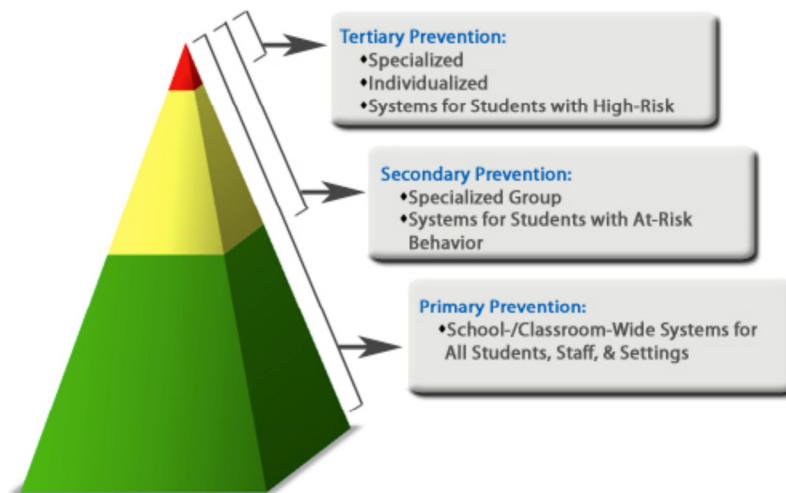 Tertiary Prevention:
♦Specialized
♦Individualized
♦Systems for Students with High-Risk
Secondary Prevention:
♦Specialized Group
♦Systems for Students with At-Risk
Behavior
Primary Prevention:
♦School-/Classroom-Wide Systems for
All Students, Staff, & Settings